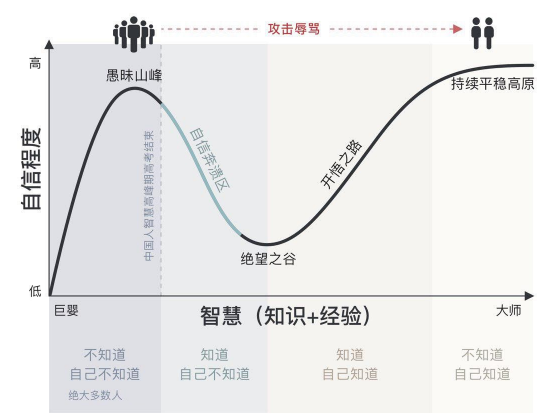 攻击辱骂
高
愚昧山峰
持续平稳高原
自信程度
中国人智慧高峰期高考结束
自信奔溃区
开悟之路
绝望之谷
低
巨婴
智慧（知识+经验）
大师
不知道
自己不知道
绝大多数人
知道
自己不知道
知道
自己知道
不知道
自己知道